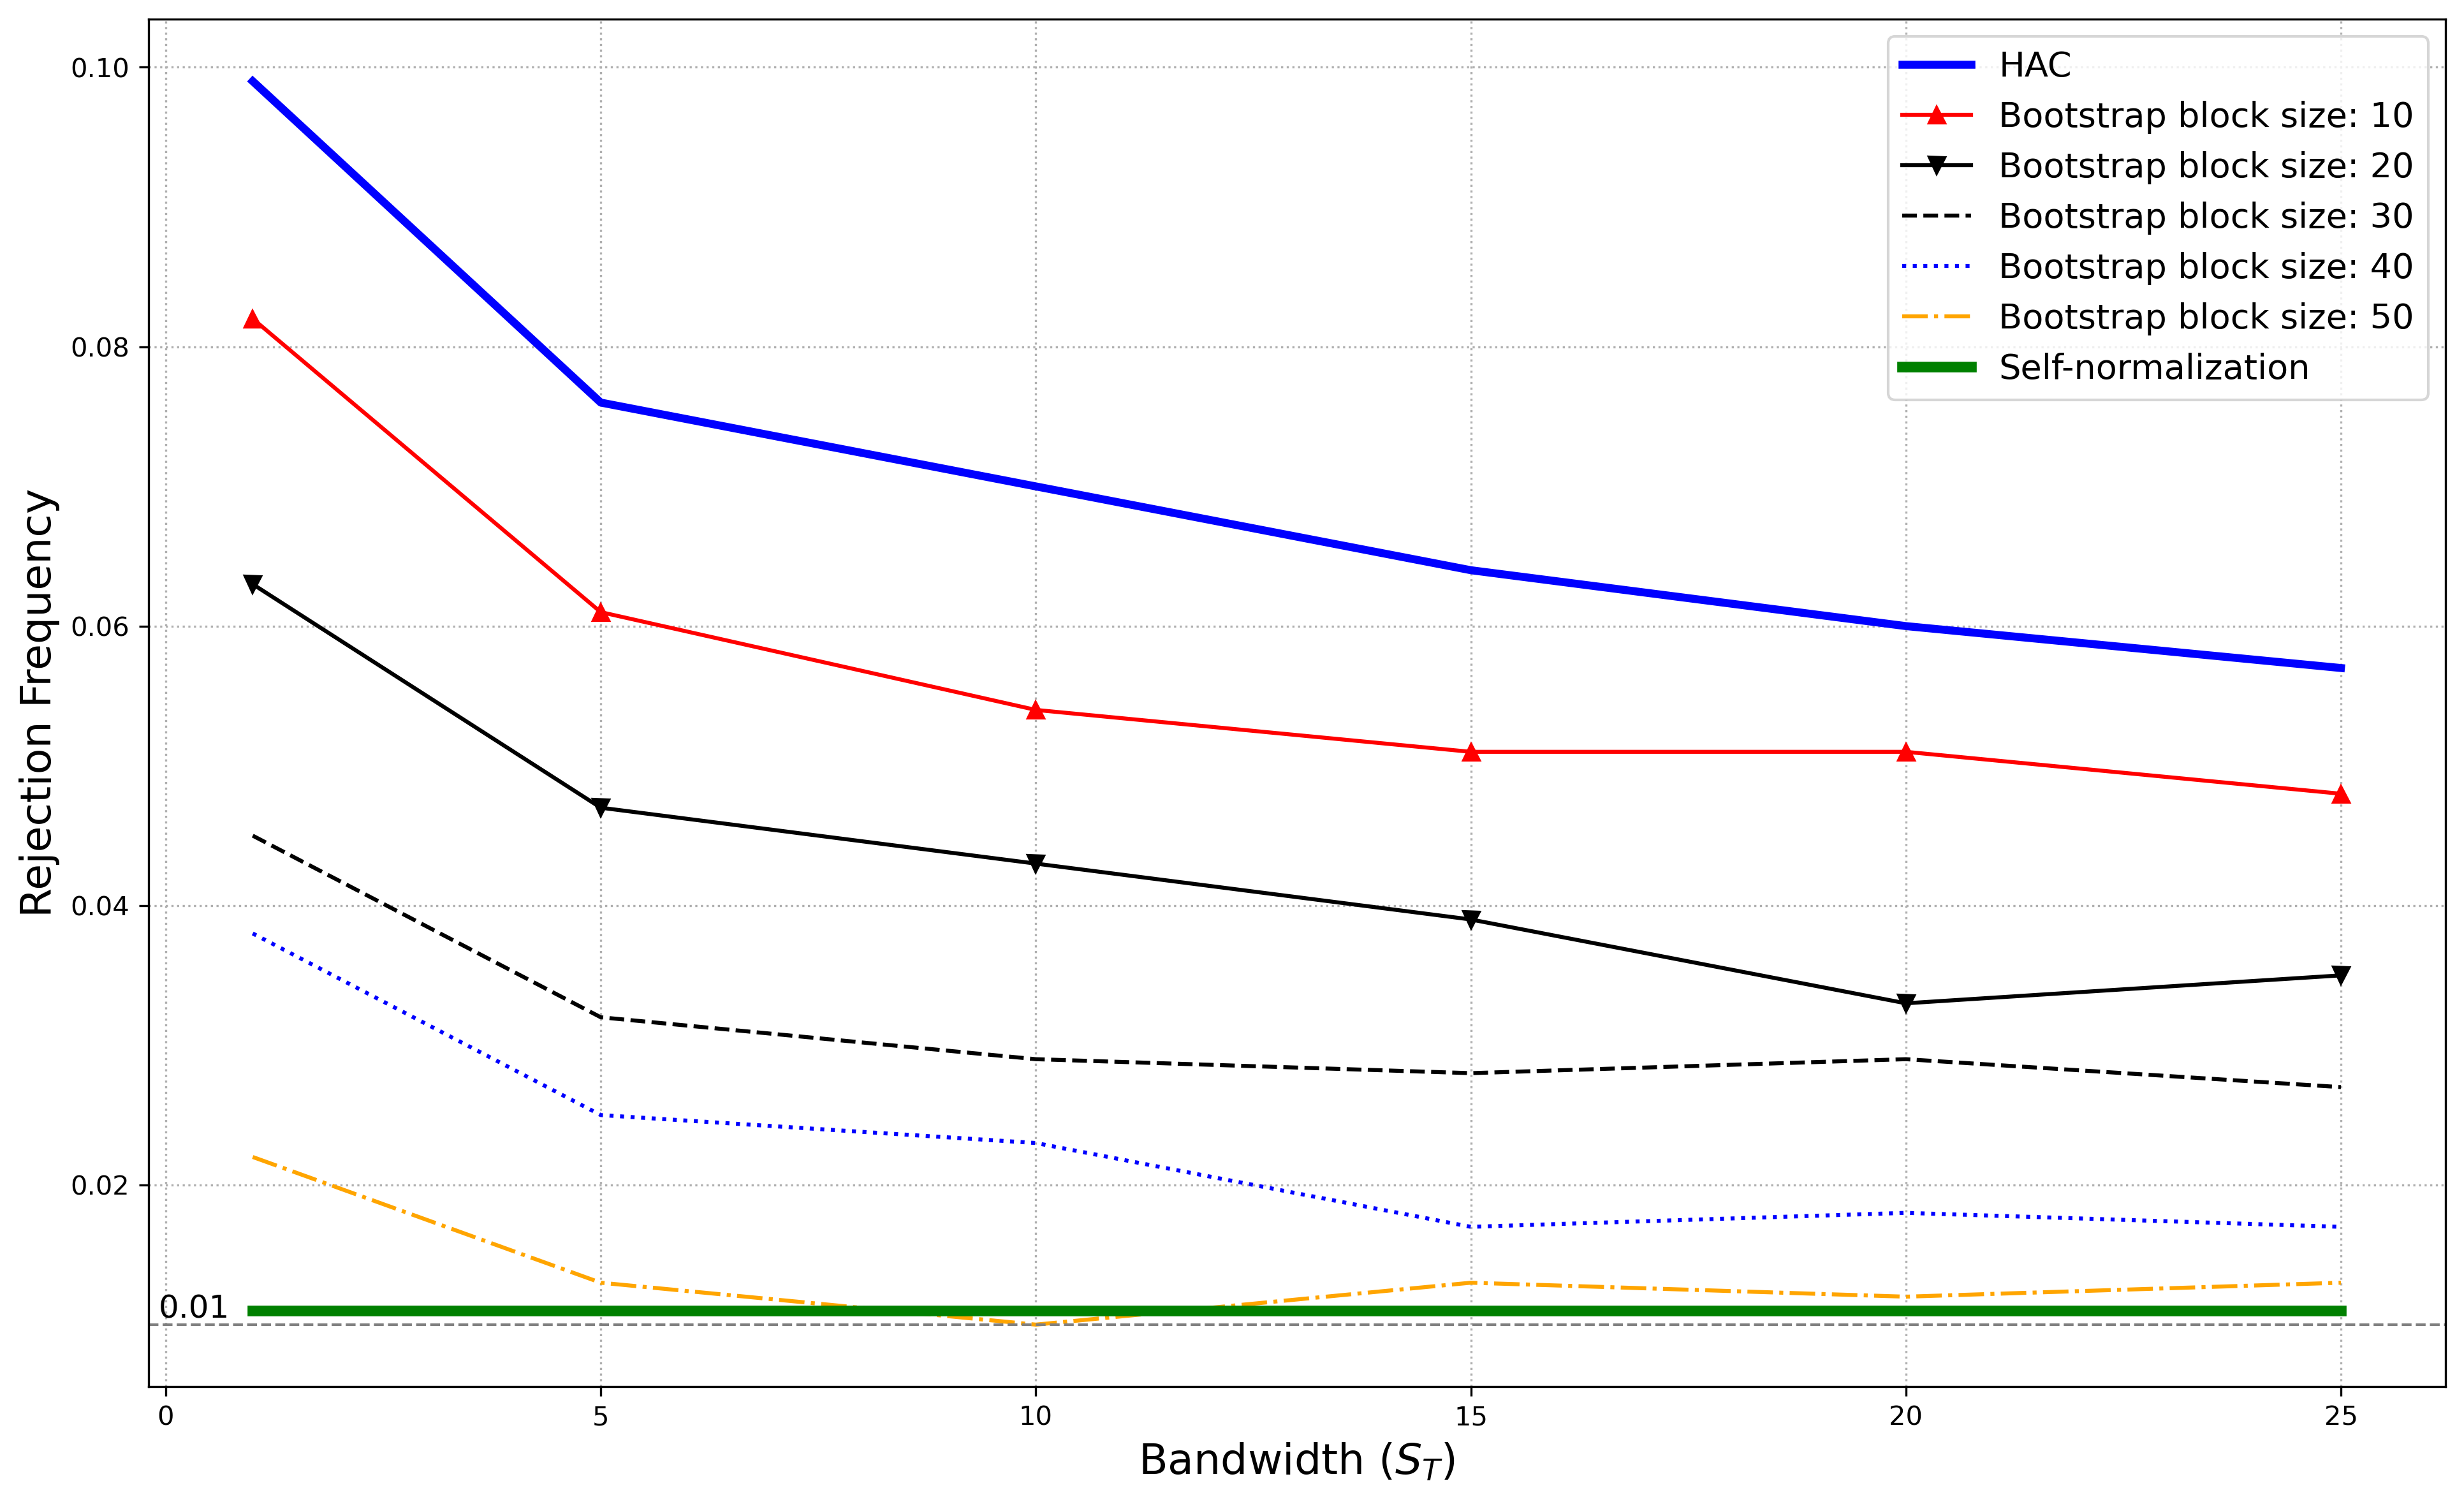 HAC
Bootstrap block size: 10
Bootstrap block size: 20
Bootstrap block size: 30
Bootstrap block size: 40
Bootstrap block size: 50
Self-normalization
Rejection Frequency
0.10
0.08
0.06
0.04
0.02
0.01
0 5 10 15 20 25
Bandwidth (S_T)